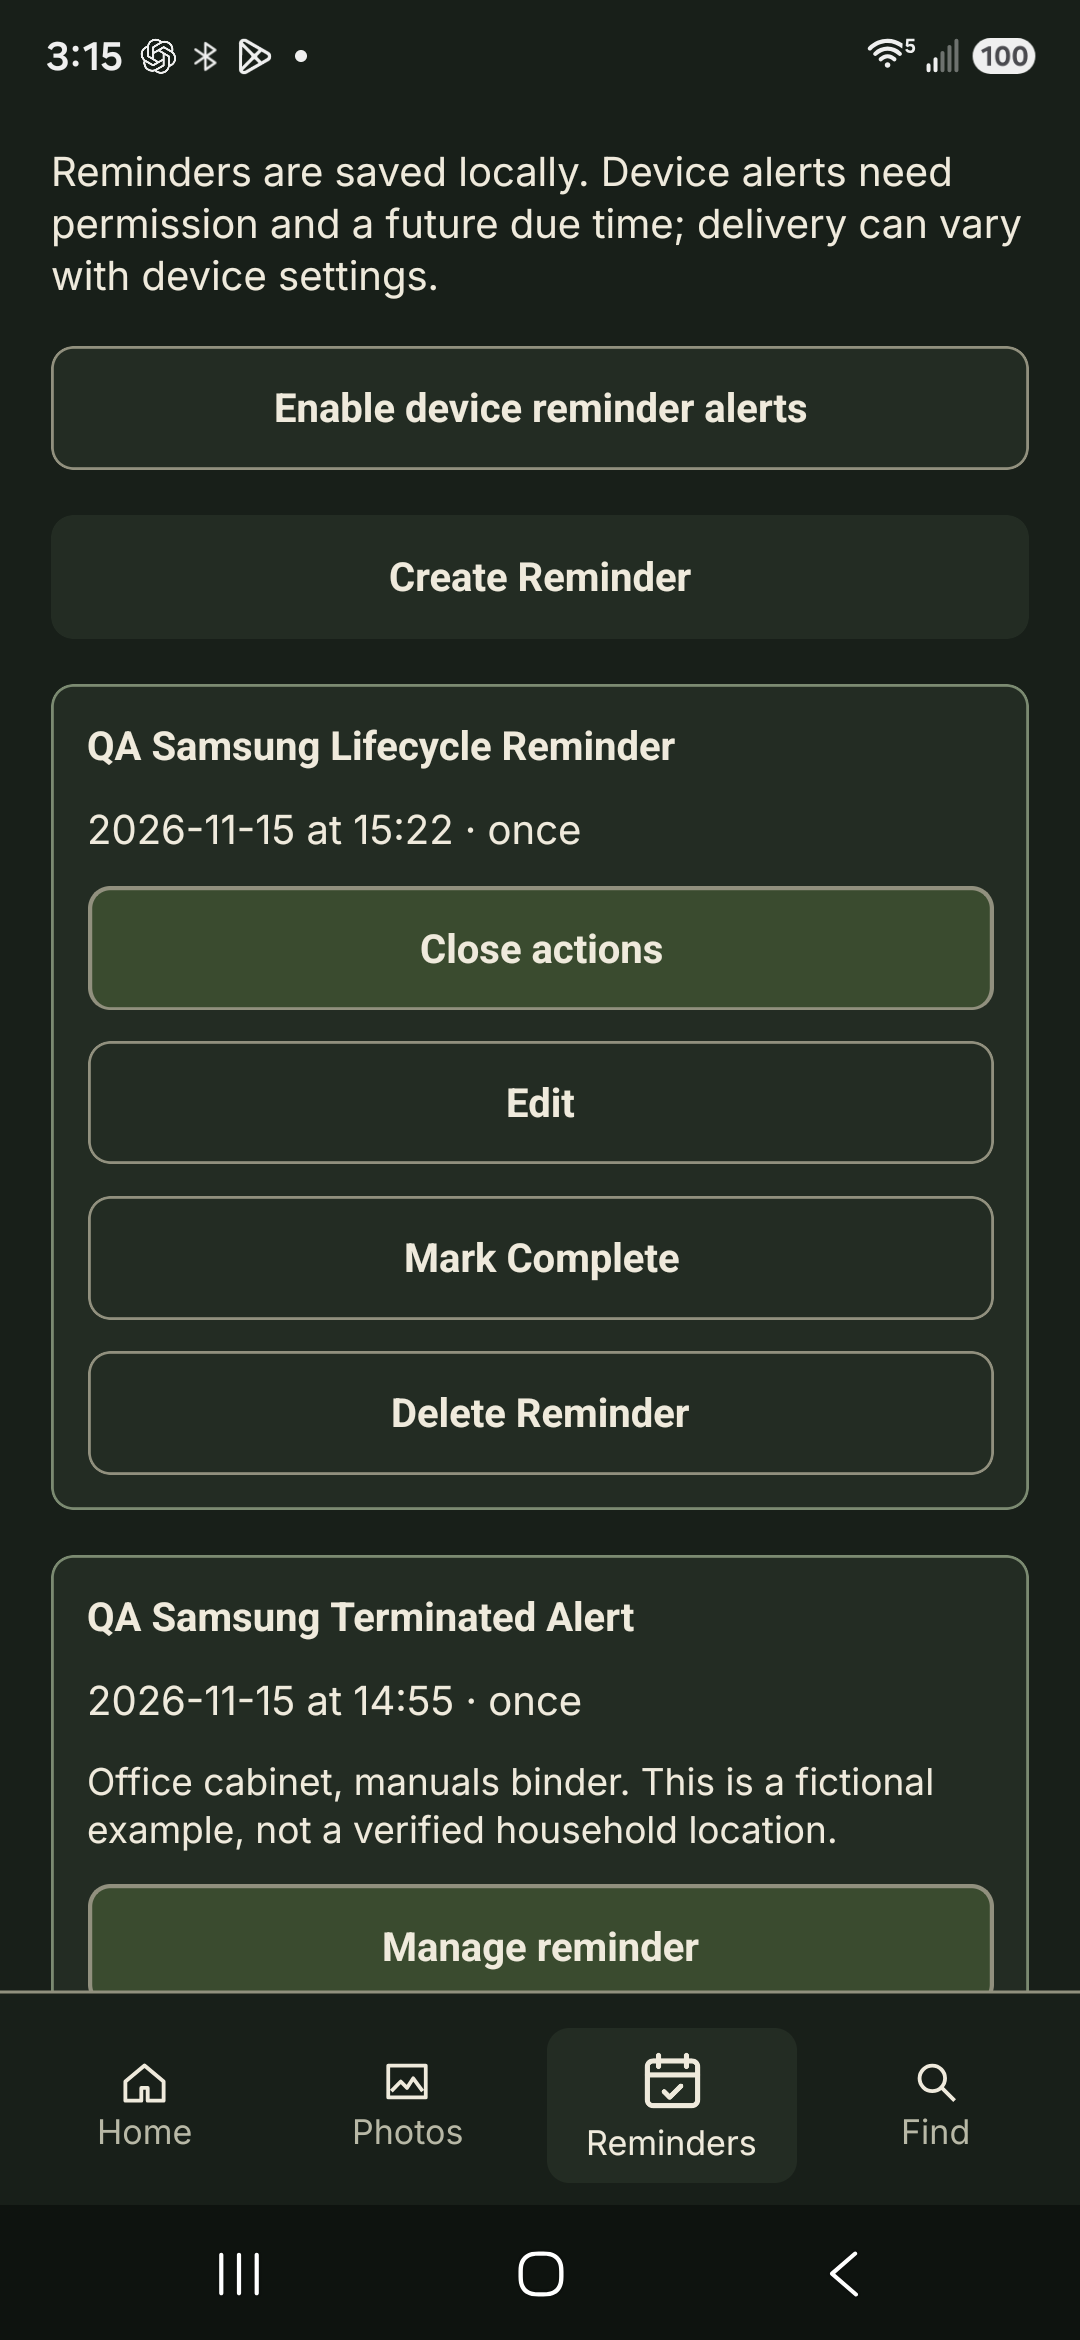 3:15
5
100
Reminders are saved locally. Device alerts need
permission and a future due time; delivery can vary
with device settings.
Enable device reminder alerts
Create Reminder
QA Samsung Lifecycle Reminder
2026-11-15 at 15:22 · once
Close actions
Edit
Mark Complete
Delete Reminder
QA Samsung Terminated Alert
2026-11-15 at 14:55 · once
Office cabinet, manuals binder. This is a fictional
example, not a verified household location.
Manage reminder
Home
Photos
Reminders
Find